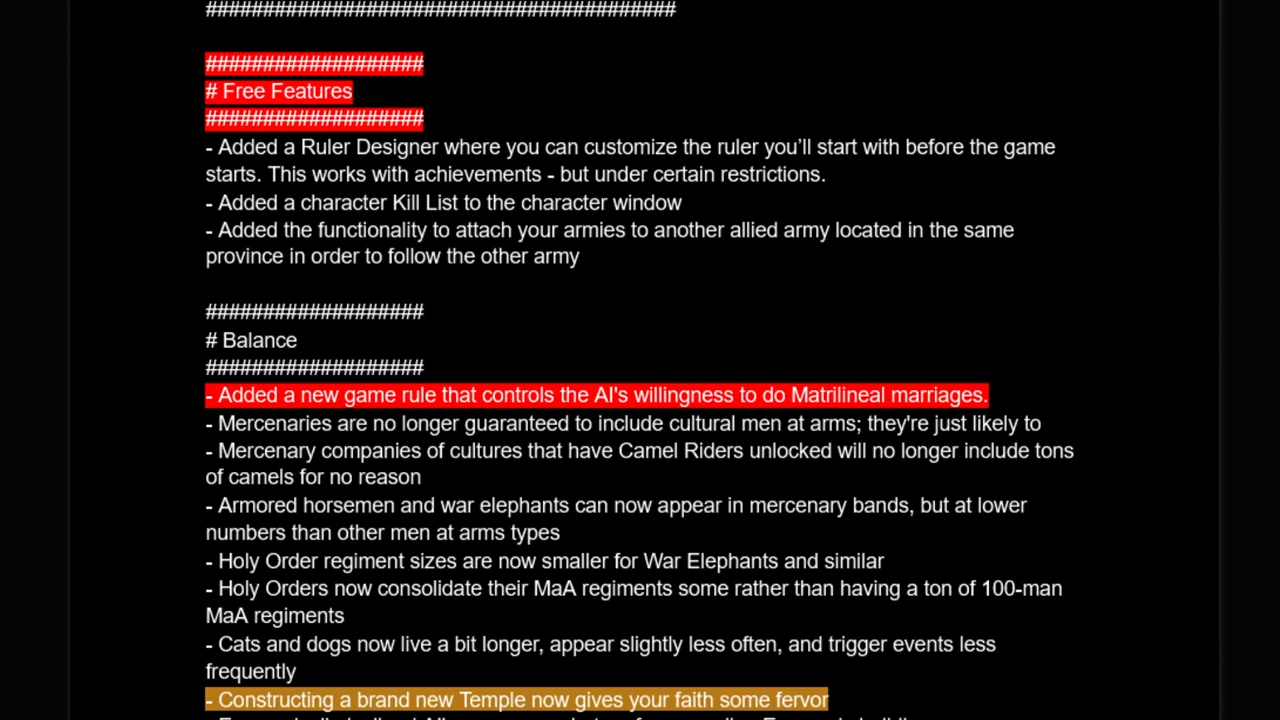 #########################################
###################
# Free Features
###################
- Added a Ruler Designer where you can customize the ruler you’ll start with before the game
starts. This works with achievements - but under certain restrictions.
- Added a character Kill List to the character window
- Added the functionality to attach your armies to another allied army located in the same
province in order to follow the other army
###################
# Balance
###################
- Added a new game rule that controls the AI's willingness to do Matrilineal marriages.
- Mercenaries are no longer guaranteed to include cultural men at arms; they're just likely to
- Mercenary companies of cultures that have Camel Riders unlocked will no longer include tons
of camels for no reason
- Armored horsemen and war elephants can now appear in mercenary bands, but at lower
numbers than other men at arms types
- Holy Order regiment sizes are now smaller for War Elephants and similar
- Holy Orders now consolidate their MaA regiments some rather than having a ton of 100-man
MaA regiments
- Cats and dogs now live a bit longer, appear slightly less often, and trigger events less
frequently
- Constructing a brand new Temple now gives your faith some fervor